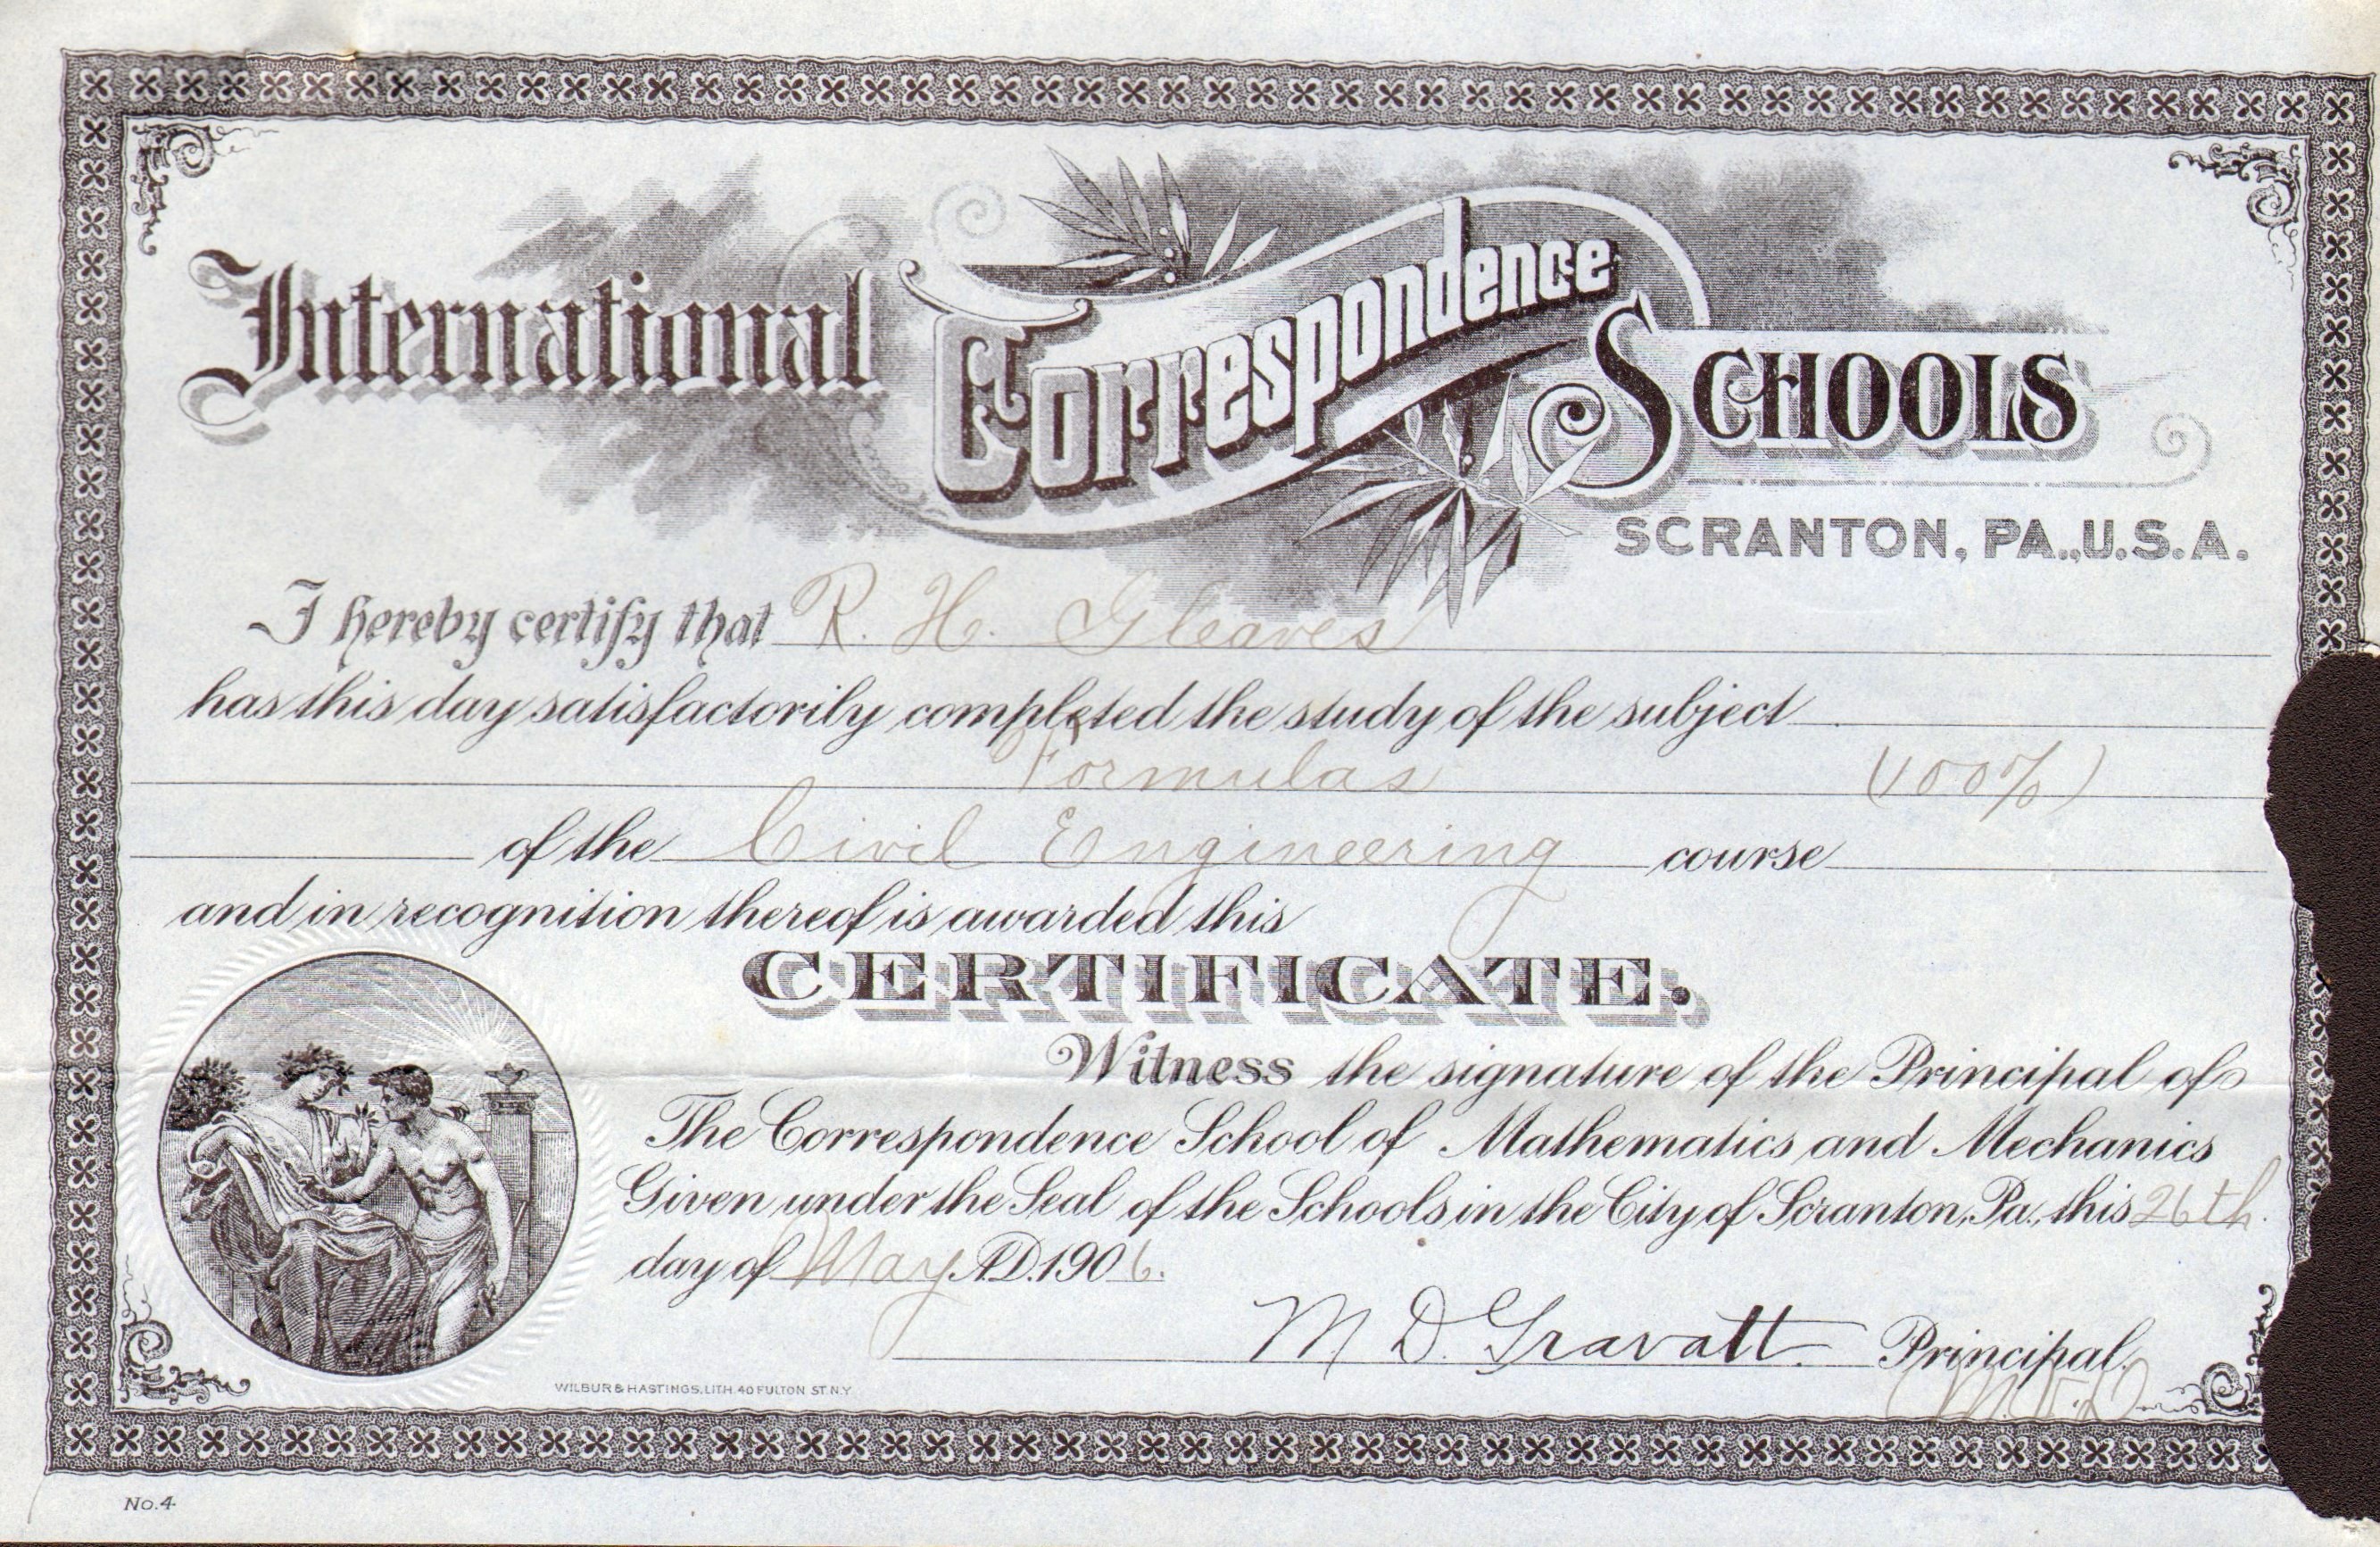 International Correspondence Schools
SCRANTON, PA., U.S.A.
I hereby certify that R. H. Gleaves
has this day satisfactorily completed the study of the subject
Formulas (100%)
of the Civil Engineering course
and in recognition thereof is awarded this
CERTIFICATE.
Witness the signature of the Principal of
The Correspondence School of Mathematics and Mechanics
Given under the Seal of the Schools in the City of Scranton, Pa., this 26th.
day of May A.D. 1906.
M D. Gravatt. Principal.
WILBUR & HASTINGS, LITH. 40 FULTON ST. N.Y.
No. 4